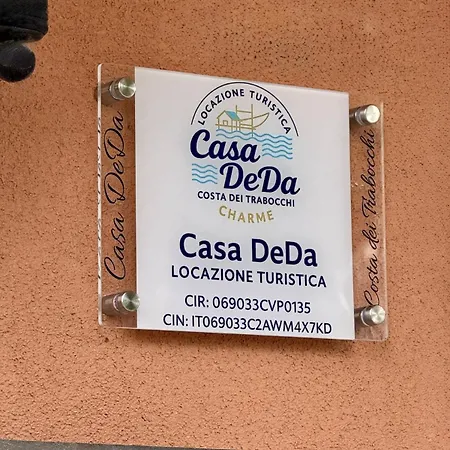 LOCAZIONE TURISTICA
Casa
DeDa
COSTA DEI TRABOCCHI
CHARME
Casa DeDa
LOCAZIONE TURISTICA
CIR: 069033CVP0135
CIN: IT069033C2AWM4X7KD
Casa DeDa
Costa dei Trabocchi